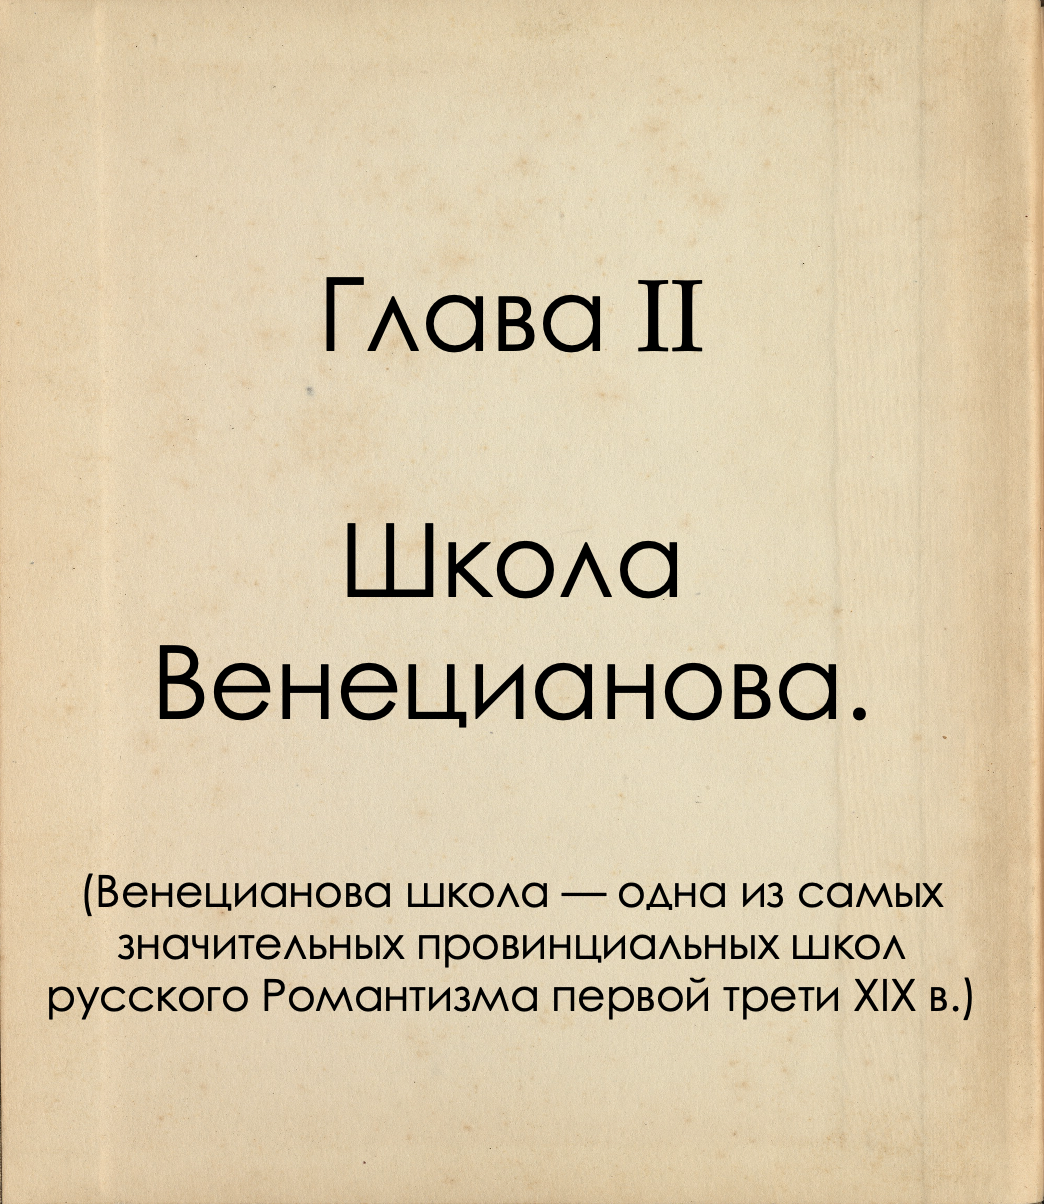 Глава II
Школа
Венецианова.
(Венецианова школа — одна из самых
значительных провинциальных школ
русского Романтизма первой трети XIX в.)